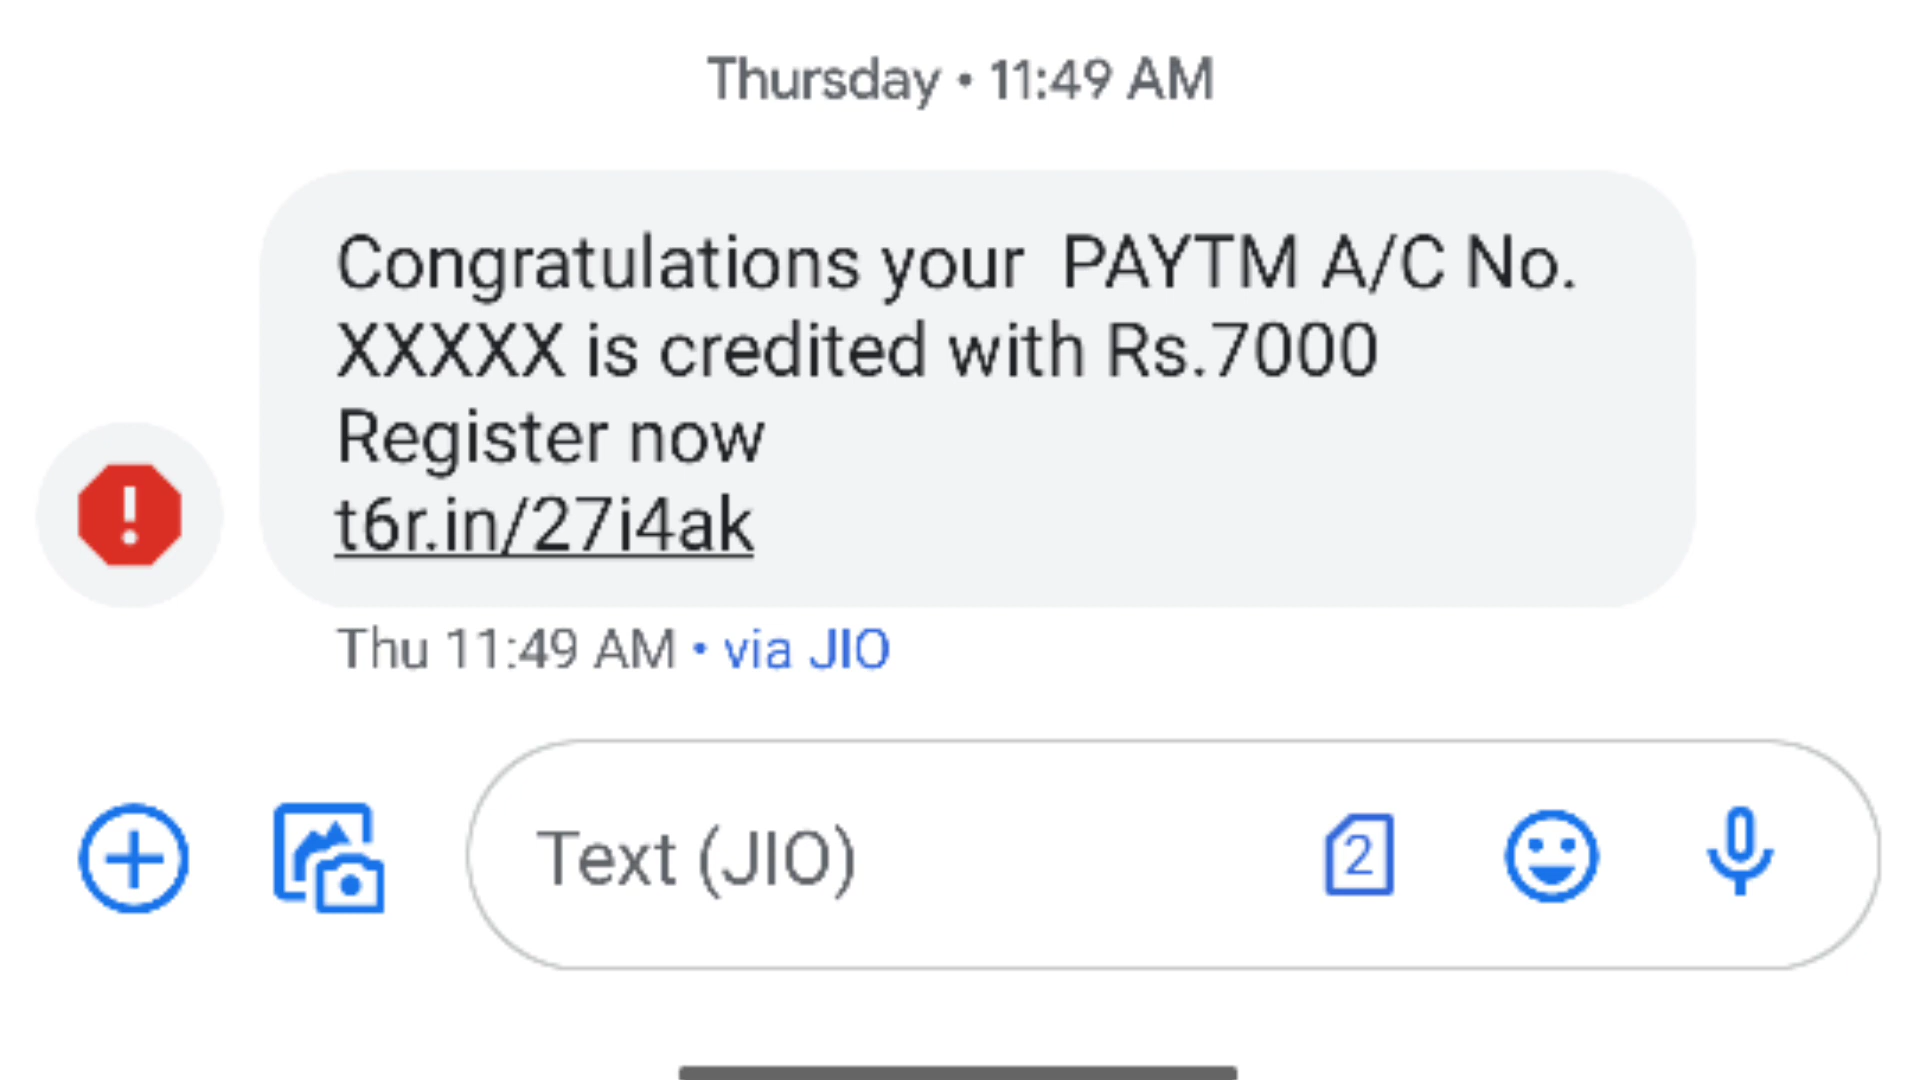 Thursday • 11:49 AM
Congratulations your  PAYTM A/C No.
XXXXX is credited with Rs.7000
Register now
t6r.in/27i4ak
Thu 11:49 AM • via JIO
Text (JIO)
2